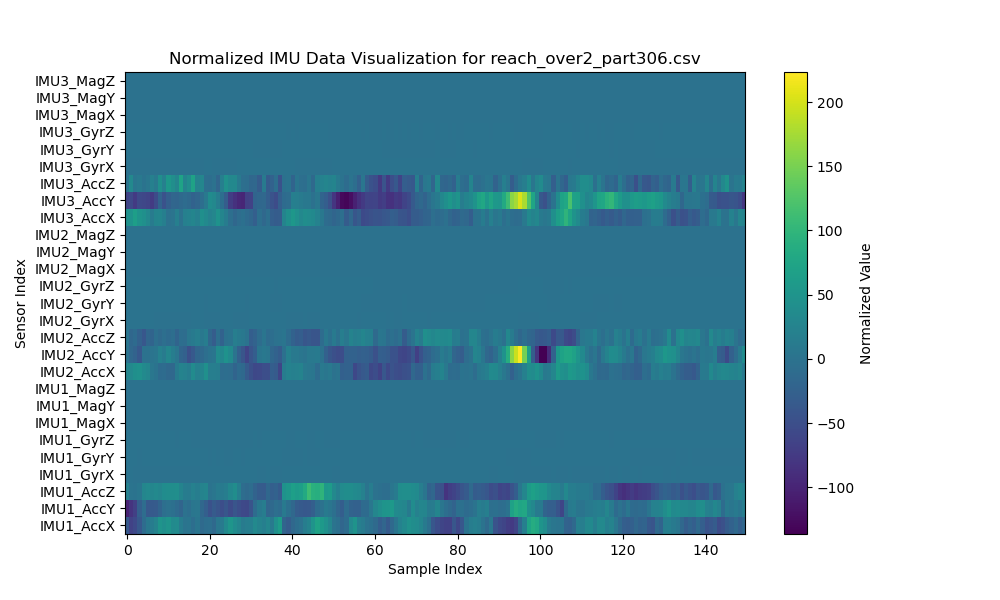 Normalized IMU Data Visualization for reach_over2_part306.csv
IMU3_MagZ
IMU3_MagY
IMU3_MagX
IMU3_GyrZ
IMU3_GyrY
IMU3_GyrX
IMU3_AccZ
IMU3_AccY
IMU3_AccX
IMU2_MagZ
IMU2_MagY
IMU2_MagX
IMU2_GyrZ
IMU2_GyrY
IMU2_GyrX
IMU2_AccZ
IMU2_AccY
IMU2_AccX
IMU1_MagZ
IMU1_MagY
IMU1_MagX
IMU1_GyrZ
IMU1_GyrY
IMU1_GyrX
IMU1_AccZ
IMU1_AccY
IMU1_AccX
Sensor Index
0 20 40 60 80 100 120 140
Sample Index
200
150
100
50
0
−50
−100
Normalized Value